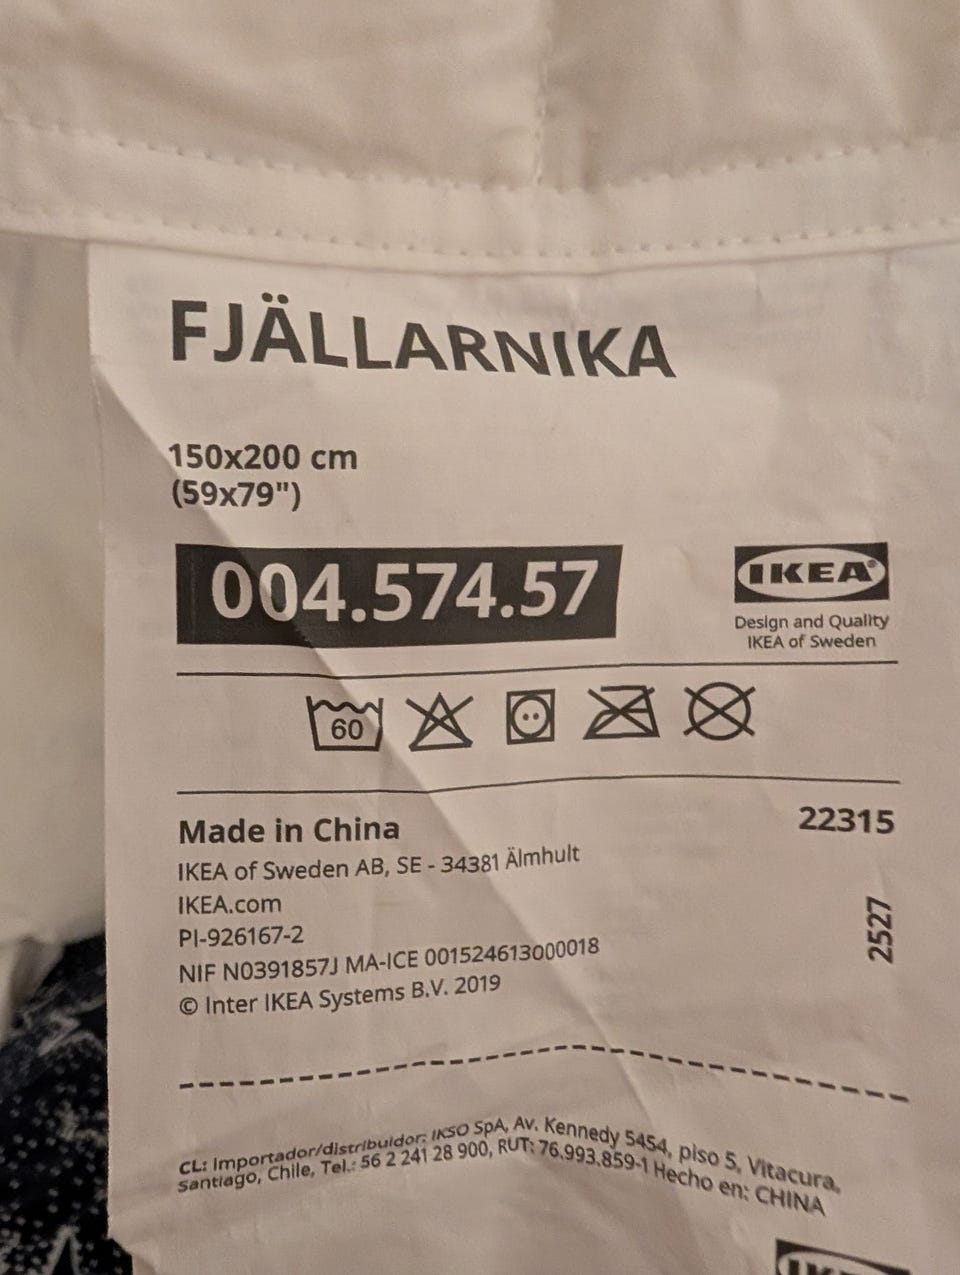 FJÄLLARNIKA
150x200 cm
(59x79")
004.574.57
IKEA®
Design and Quality
IKEA of Sweden
60
Made in China
22315
IKEA of Sweden AB, SE - 34381 Älmhult
IKEA.com
PI-926167-2
2527
NIF N0391857J MA-ICE 001524613000018
© Inter IKEA Systems B.V. 2019
CL: Importador/distribuidor: IKSO SpA, Av. Kennedy 5454, piso 5, Vitacura,
Santiago, Chile, Tel.: 56 2 241 28 900, RUT: 76.993.859-1 Hecho en: CHINA
IKEA